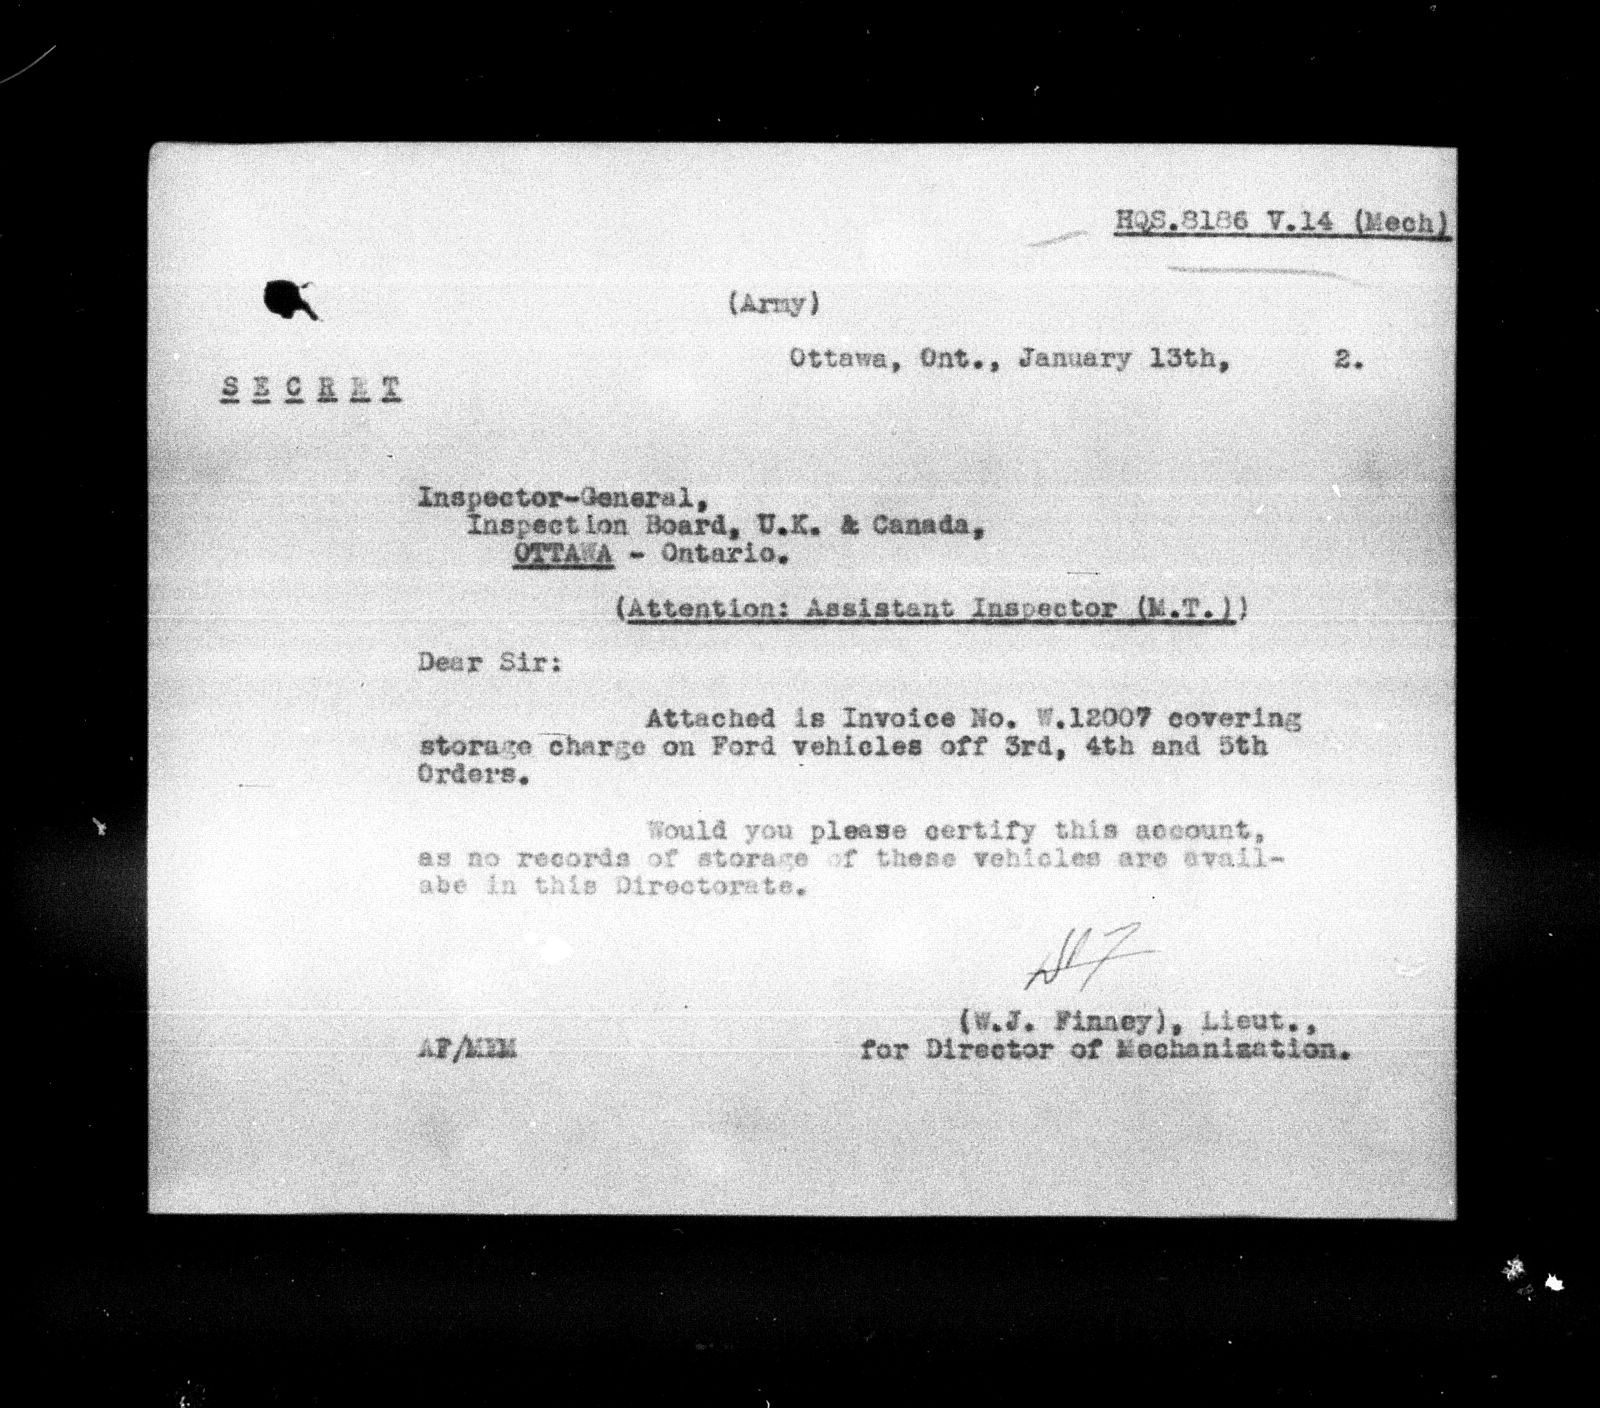 HQS.8186 V.14 (Mech)
(Army)
Ottawa, Ont., January 13th, 2.
S E C R E T
Inspector-General,
Inspection Board, U.K. & Canada,
OTTAWA - Ontario.
(Attention: Assistant Inspector (M.T.))
Dear Sir:
Attached is Invoice No. W.12007 covering
storage charge on Ford vehicles off 3rd, 4th and 5th
Orders.
Would you please certify this account,
as no records of storage of these vehicles are avail-
abe in this Directorate.
(W.J. Finney), Lieut.,
AF/MEM for Director of Mechanization.